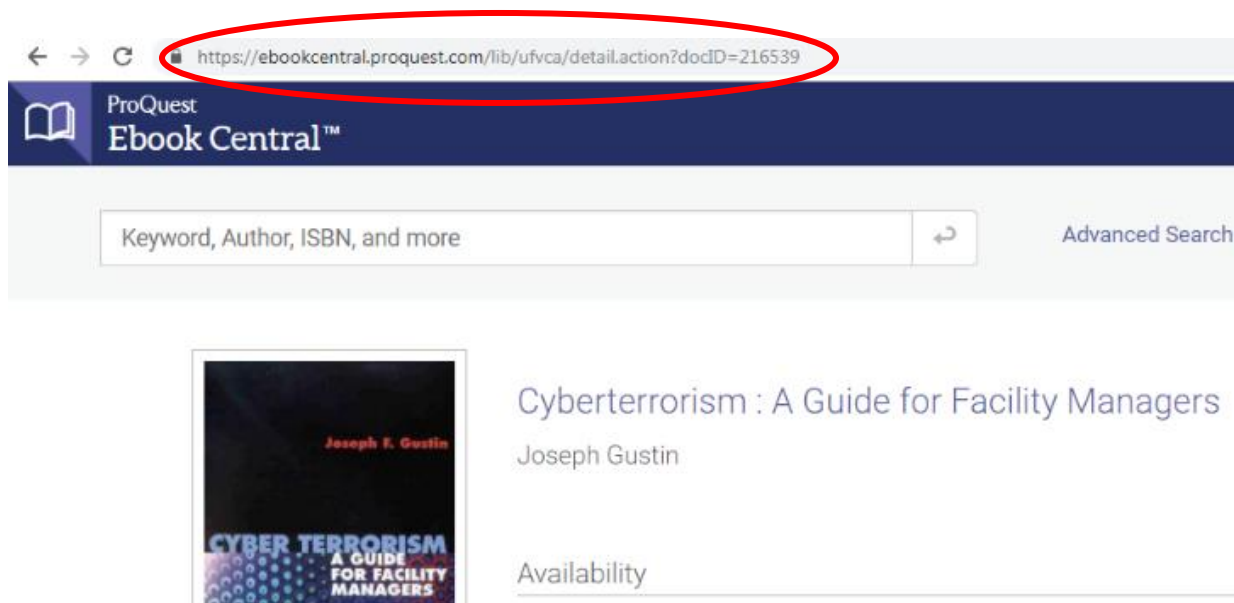 https://ebookcentral.proquest.com/lib/ufvca/detail.action?docID=216539
ProQuest
Ebook Central™
Keyword, Author, ISBN, and more
Advanced Search
Joseph F. Gustin
CYBER TERRORISM
A GUIDE
FOR FACILITY
MANAGERS
Cyberterrorism : A Guide for Facility Managers
Joseph Gustin
Availability